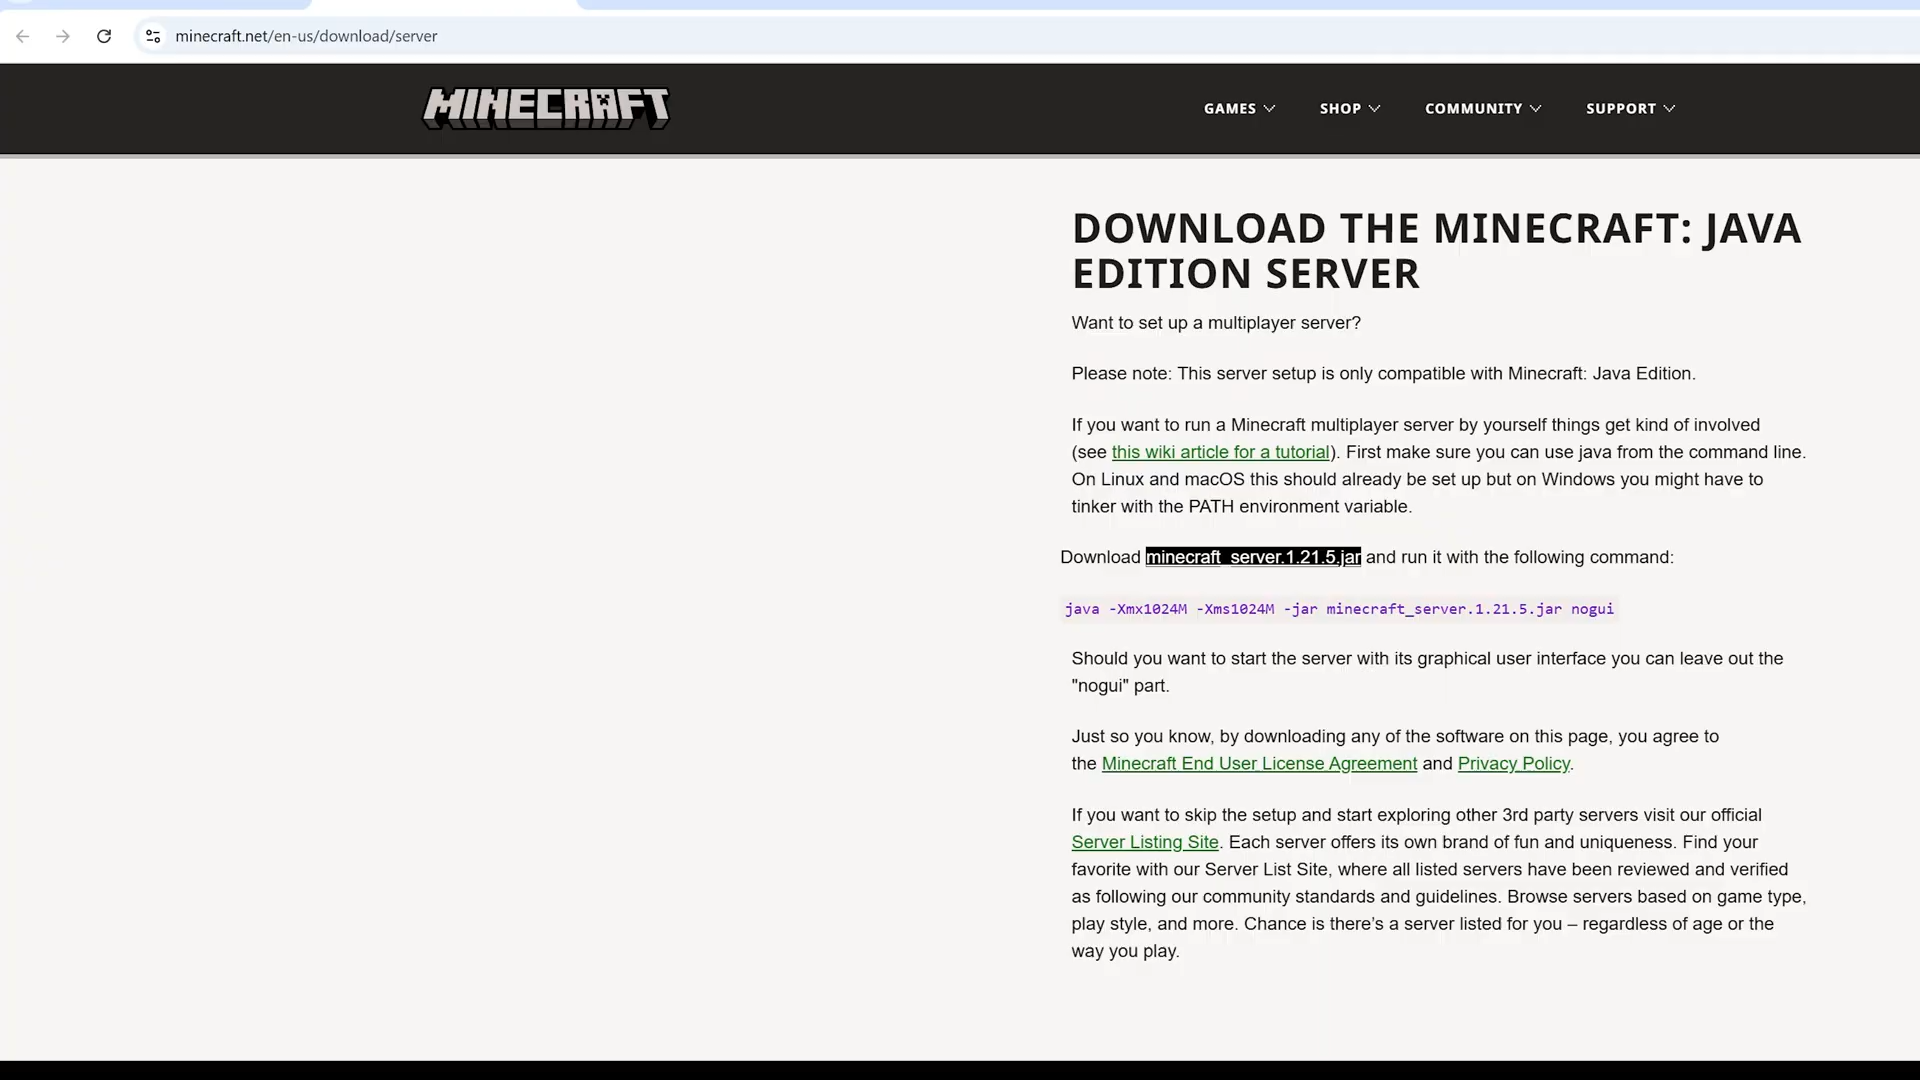 minecraft.net/en-us/download/server
MINECRAFT
GAMES
SHOP
COMMUNITY
SUPPORT
DOWNLOAD THE MINECRAFT: JAVA
EDITION SERVER
Want to set up a multiplayer server?
Please note: This server setup is only compatible with Minecraft: Java Edition.
If you want to run a Minecraft multiplayer server by yourself things get kind of involved
(see this wiki article for a tutorial). First make sure you can use java from the command line.
On Linux and macOS this should already be set up but on Windows you might have to
tinker with the PATH environment variable.
Download minecraft_server.1.21.5.jar and run it with the following command:
java -Xmx1024M -Xms1024M -jar minecraft_server.1.21.5.jar nogui
Should you want to start the server with its graphical user interface you can leave out the
"nogui" part.
Just so you know, by downloading any of the software on this page, you agree to
the Minecraft End User License Agreement and Privacy Policy.
If you want to skip the setup and start exploring other 3rd party servers visit our official
Server Listing Site. Each server offers its own brand of fun and uniqueness. Find your
favorite with our Server List Site, where all listed servers have been reviewed and verified
as following our community standards and guidelines. Browse servers based on game type,
play style, and more. Chance is there's a server listed for you – regardless of age or the
way you play.